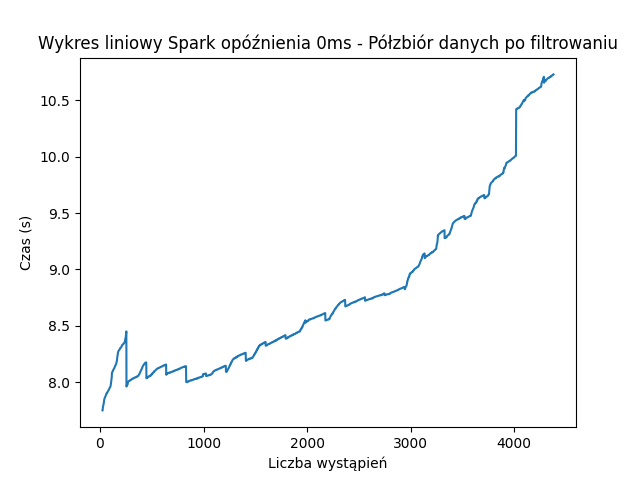 Wykres liniowy Spark opóźnienia 0ms - Półzbiór danych po filtrowaniu
10.5
10.0
9.5
9.0
8.5
8.0
Czas (s)
0 1000 2000 3000 4000
Liczba wystąpień